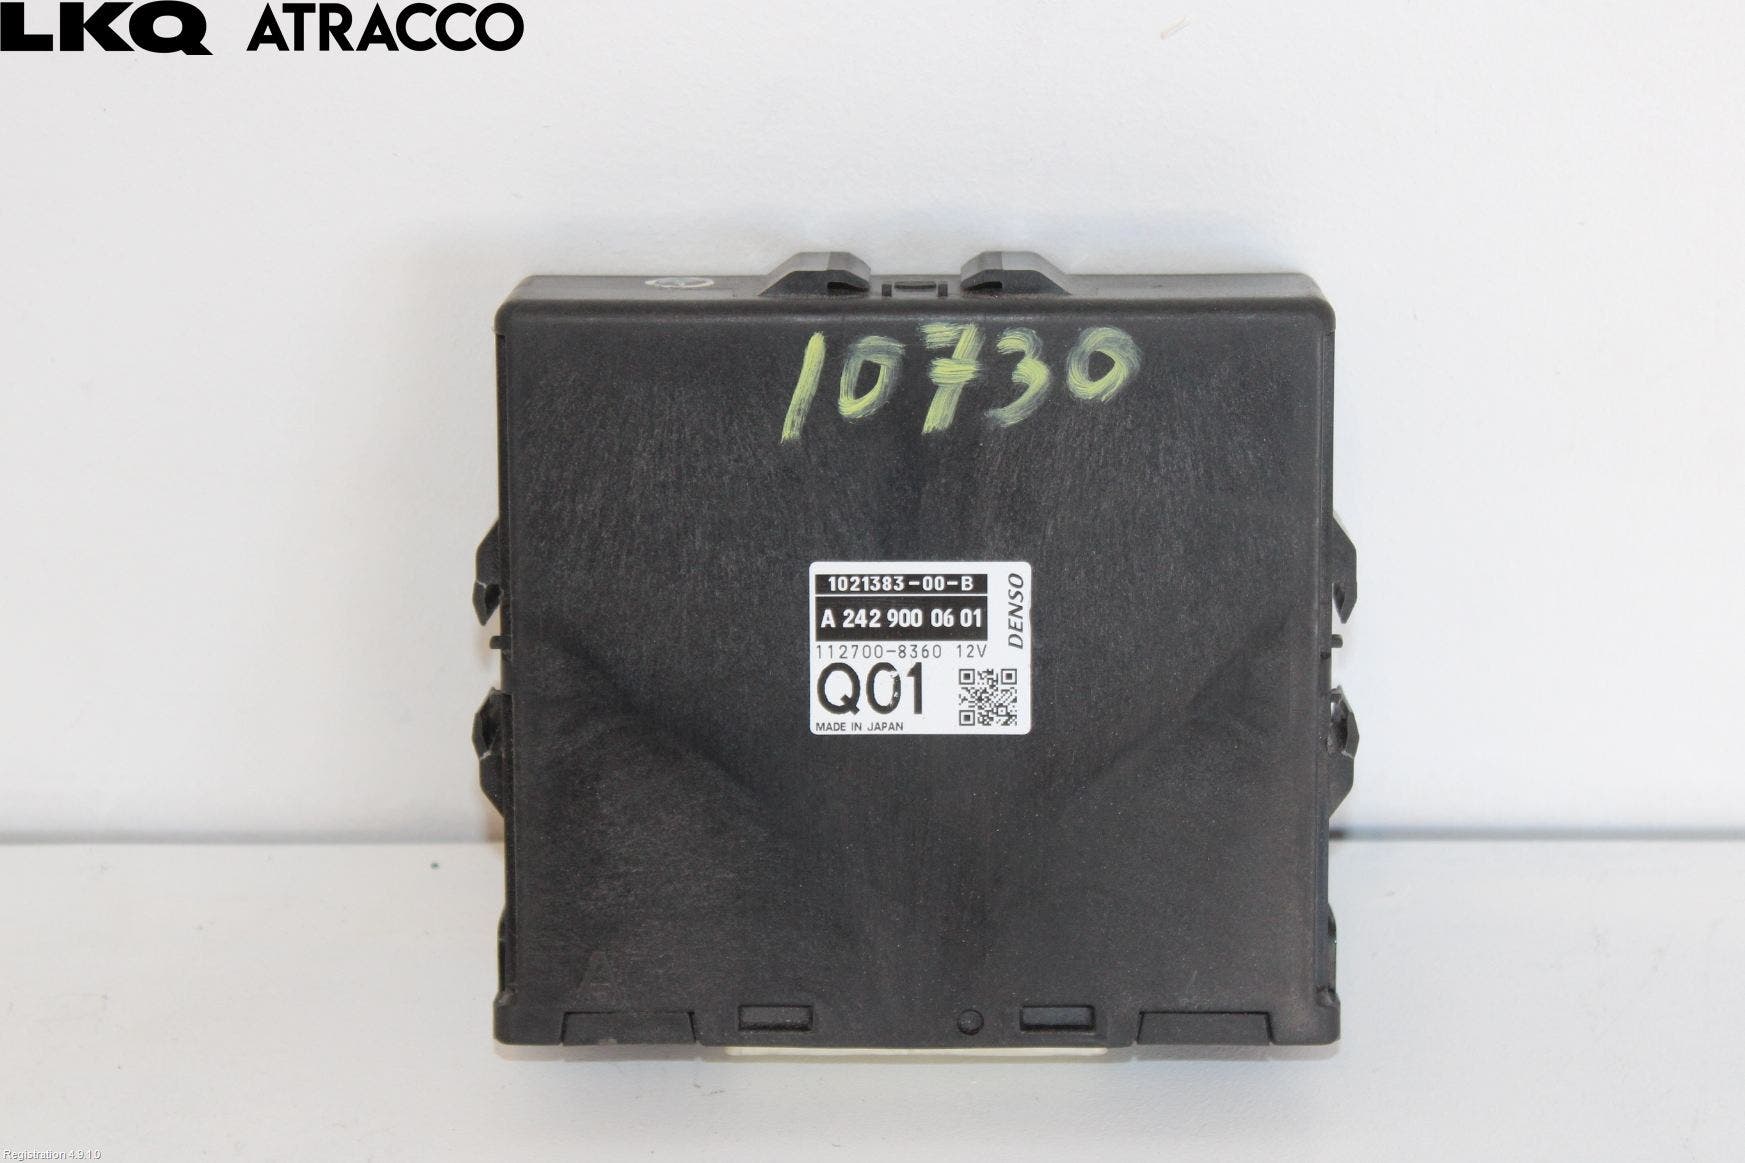 LKQ ATRACCO
10730
1021383-00-B
A 242 900 06 01
112700-8360 12V
DENSO
Q01
MADE IN JAPAN
A
Registration 4.9.1.0